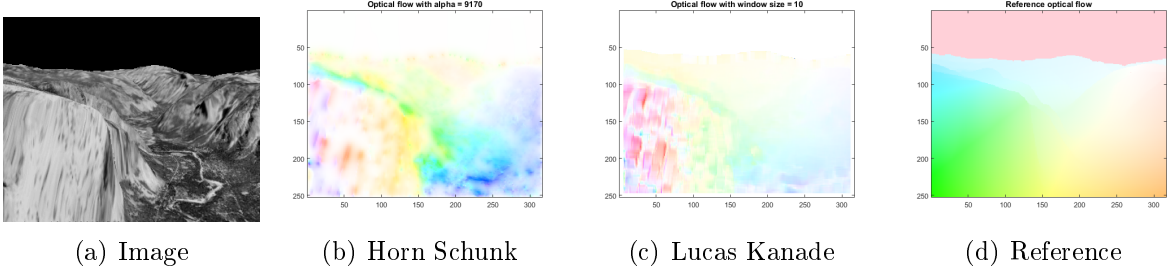 Optical flow with alpha = 9170
Optical flow with window size = 10
Reference optical flow
50
100
150
200
250
50 100 150 200 250 300
50
100
150
200
250
50 100 150 200 250 300
50
100
150
200
250
50 100 150 200 250 300
(a) Image
(b) Horn Schunk
(c) Lucas Kanade
(d) Reference